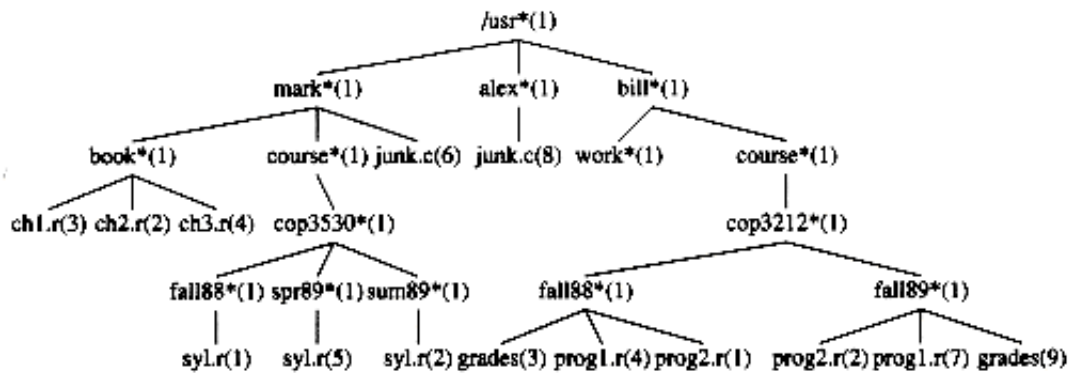 /usr*(1)
mark*(1) alex*(1) bill*(1)
book*(1) course*(1) junk.c(6) junk.c(8) work*(1) course*(1)
ch1.r(3) ch2.r(2) ch3.r(4) cop3530*(1) cop3212*(1)
fall88*(1) spr89*(1) sum89*(1) fall88*(1) fall89*(1)
syl.r(1) syl.r(5) syl.r(2) grades(3) prog1.r(4) prog2.r(1) prog2.r(2) prog1.r(7) grades(9)